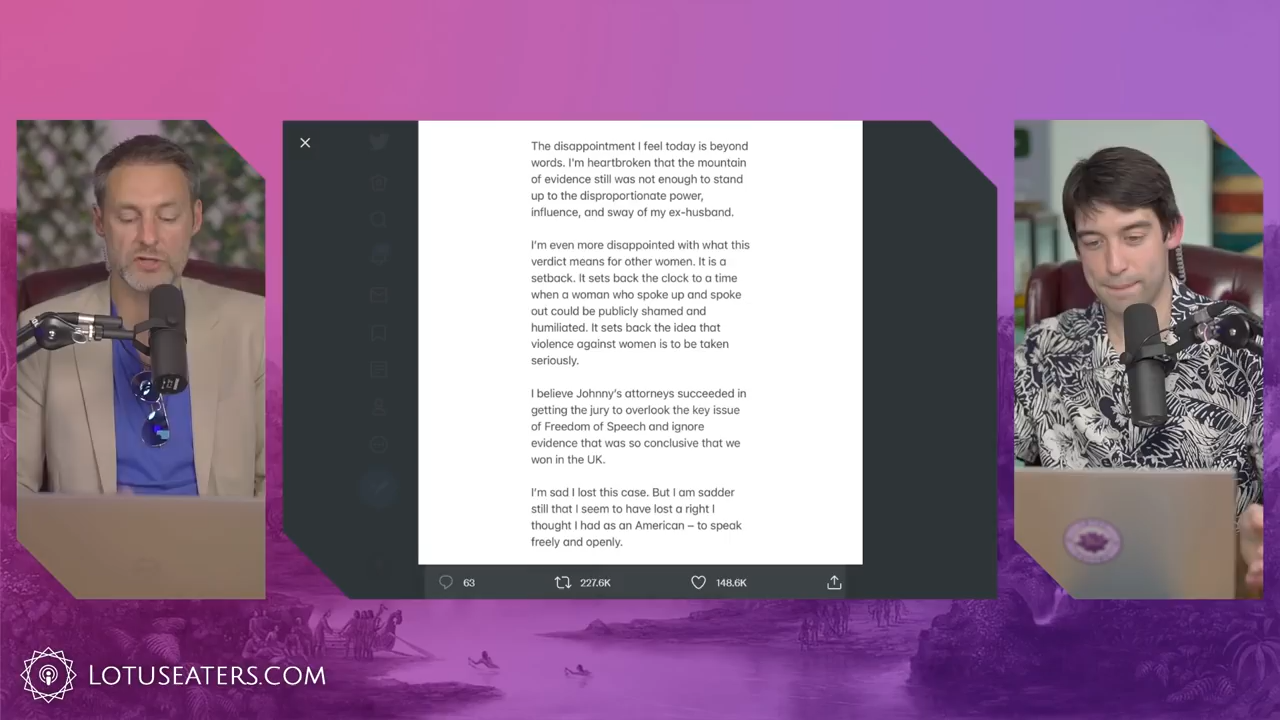 The disappointment I feel today is beyond
words. I'm heartbroken that the mountain
of evidence still was not enough to stand
up to the disproportionate power,
influence, and sway of my ex-husband.
I'm even more disappointed with what this
verdict means for other women. It is a
setback. It sets back the clock to a time
when a woman who spoke up and spoke
out could be publicly shamed and
humiliated. It sets back the idea that
violence against women is to be taken
seriously.
I believe Johnny's attorneys succeeded in
getting the jury to overlook the key issue
of Freedom of Speech and ignore
evidence that was so conclusive that we
won in the UK.
I'm sad I lost this case. But I am sadder
still that I seem to have lost a right I
thought I had as an American – to speak
freely and openly.
63 227.6K 148.6K
LOTUSEATERS.COM